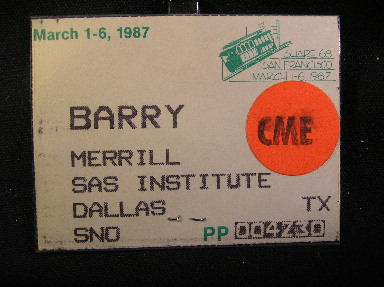 March 1-6, 1987
SHARE 68
SAN FRANCISCO
MARCH 1-6, 1987
BARRY
CME
MERRILL
SAS INSTITUTE
DALLAS TX
SNO PP 004230